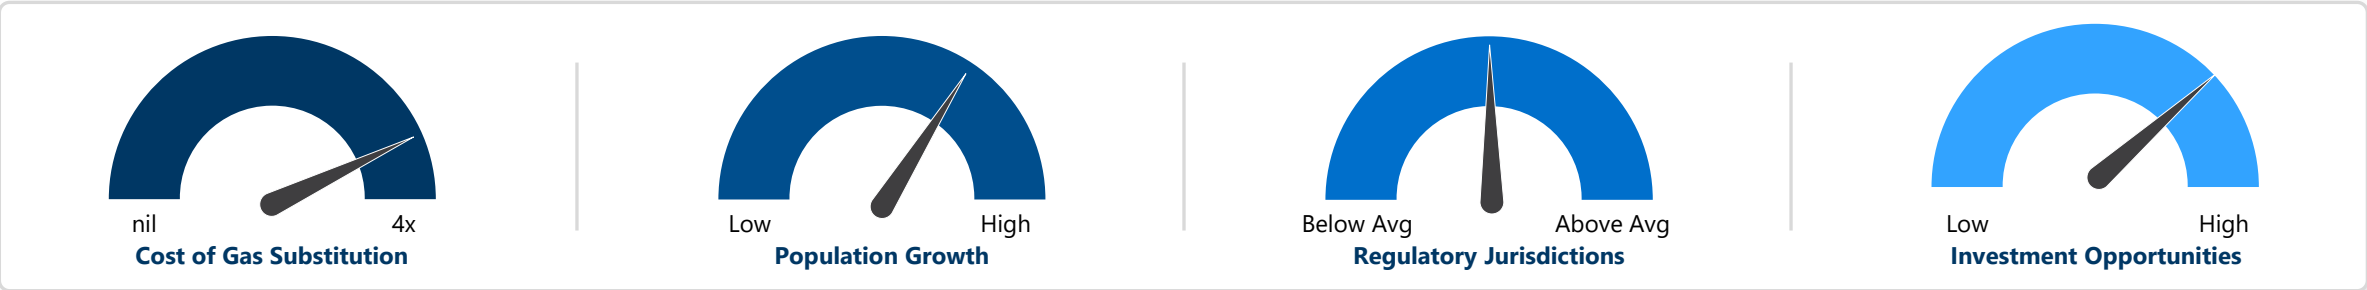 nil 4x
Cost of Gas Substitution
Low High
Population Growth
Below Avg Above Avg
Regulatory Jurisdictions
Low High
Investment Opportunities